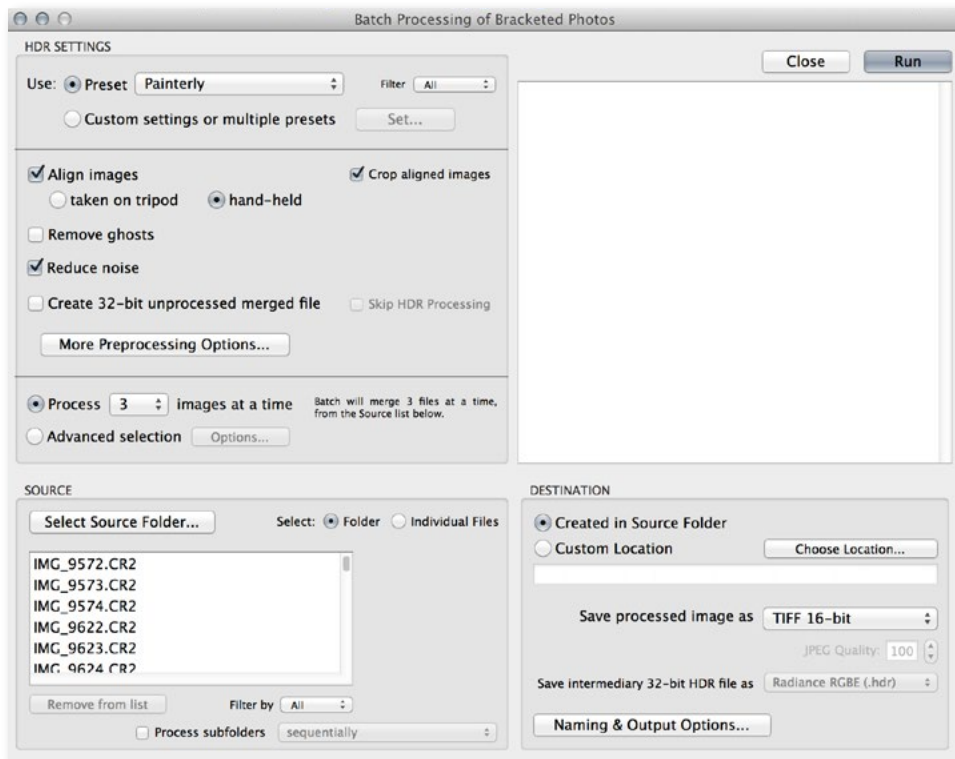 Batch Processing of Bracketed Photos
HDR SETTINGS
Close
Run
Use:
Preset
Painterly
Filter
All
Custom settings or multiple presets
Set...
Align images
Crop aligned images
taken on tripod
hand-held
Remove ghosts
Reduce noise
Create 32-bit unprocessed merged file
Skip HDR Processing
More Preprocessing Options...
Process
3
images at a time
Batch will merge 3 files at a time,
from the Source list below.
Advanced selection
Options...
SOURCE
Select Source Folder...
Select:
Folder
Individual Files
IMG_9572.CR2
IMG_9573.CR2
IMG_9574.CR2
IMG_9622.CR2
IMG_9623.CR2
IMG_9624.CR2
Remove from list
Filter by
All
Process subfolders
sequentially
DESTINATION
Created in Source Folder
Custom Location
Choose Location...
Save processed image as
TIFF 16-bit
JPEG Quality:
100
Save intermediary 32-bit HDR file as
Radiance RGBE (.hdr)
Naming & Output Options...